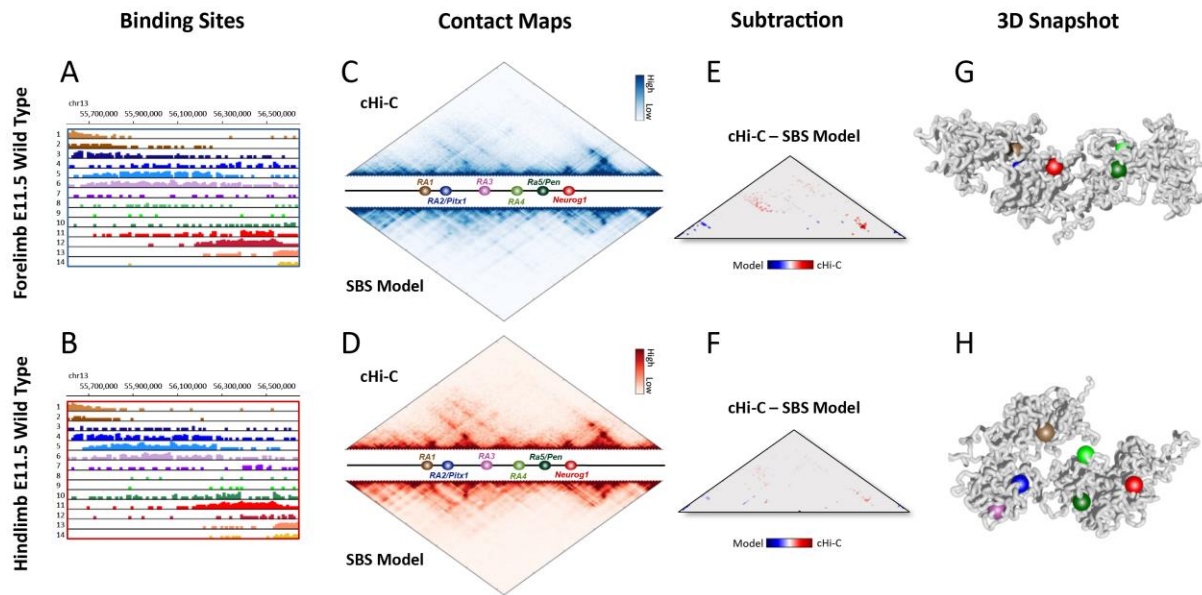 Binding Sites
Contact Maps
Subtraction
3D Snapshot
Forelimb E11.5 Wild Type
A
chr13
55,700,000 55,900,000 56,100,000 56,300,000 56,500,000
1
2
3
4
5
6
7
8
9
10
11
12
13
14
C
cHi-C
High
Low
RA1 RA3 Ra5/Pen
RA2/Pitx1 RA4 Neurog1
SBS Model
E
cHi-C – SBS Model
Model cHi-C
G
Hindlimb E11.5 Wild Type
B
chr13
55,700,000 55,900,000 56,100,000 56,300,000 56,500,000
1
2
3
4
5
6
7
8
9
10
11
12
13
14
D
cHi-C
High
Low
RA1 RA3 Ra5/Pen
RA2/Pitx1 RA4 Neurog1
SBS Model
F
cHi-C – SBS Model
Model cHi-C
H